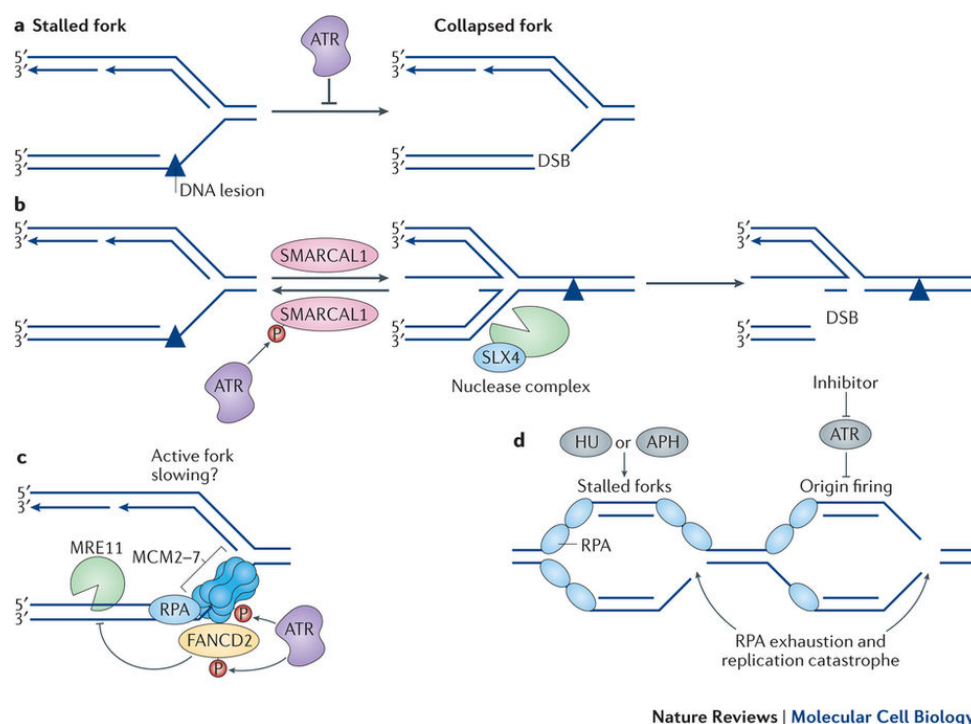 a Stalled fork
ATR
Collapsed fork
5′
3′
5′
3′
5′
3′
DNA lesion
5′
3′
DSB
b
5′
3′
SMARCAL1
SMARCAL1
P
ATR
5′
3′
5′
3′
5′
3′
SLX4
Nuclease complex
5′
3′
DSB
5′
3′
c
Active fork
slowing?
5′
3′
MRE11
MCM2–7
5′
3′
RPA
P
FANCD2
ATR
P
d
HU or APH
Stalled forks
RPA
Inhibitor
ATR
Origin firing
RPA exhaustion and
replication catastrophe
Nature Reviews | Molecular Cell Biology